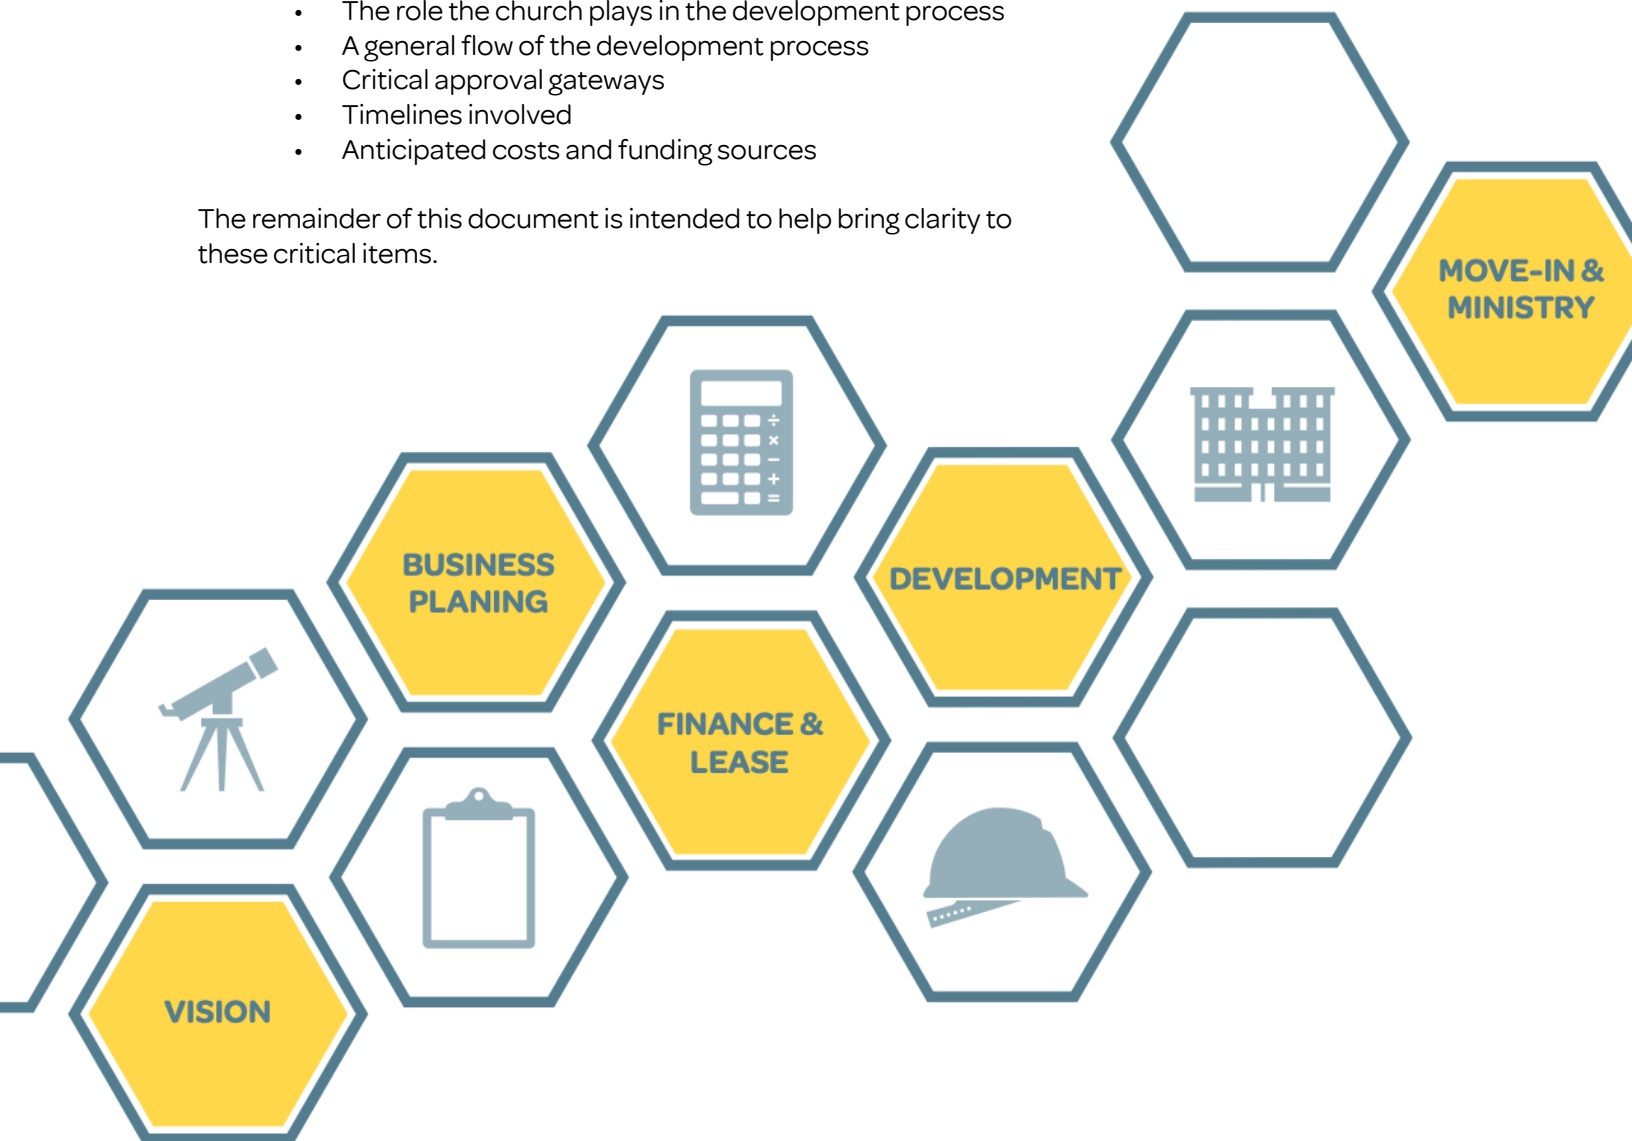 • The role the church plays in the development process
• A general flow of the development process
• Critical approval gateways
• Timelines involved
• Anticipated costs and funding sources
The remainder of this document is intended to help bring clarity to
these critical items.
MOVE-IN &
MINISTRY
BUSINESS
PLANING
DEVELOPMENT
FINANCE &
LEASE
VISION